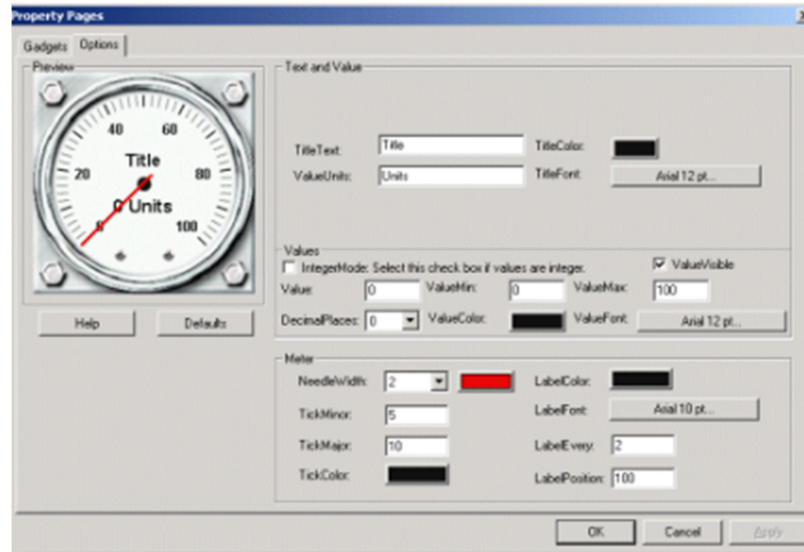 Property Pages
Gadgets Options
Preview
40 60
Title
20 80
0 Units
0 100
Help Defaults
Text and Value
TitleText: Title TitleColor:
ValueUnits: Units TitleFont: Arial 12 pt...
Values
IntegerMode: Select this check box if values are integer. ValueVisible
Value: 0 ValueMin: 0 ValueMax: 100
DecimalPlaces: 0 ValueColor: ValueFont: Arial 12 pt...
Meter
NeedleWidth: 2 LabelColor:
TickMinor: 5 LabelFont: Arial 10 pt...
TickMajor: 10 LabelEvery: 2
TickColor: LabelPosition: 100
OK Cancel Apply